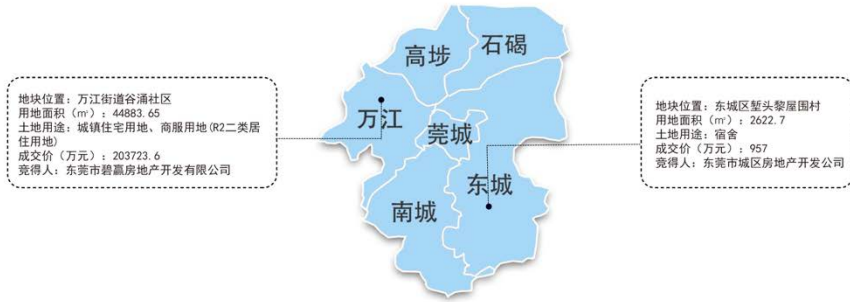 高埗
石碣
万江
莞城
东城
南城
地块位置：万江街道谷涌社区
用地面积（㎡）：44883.65
土地用途：城镇住宅用地、商服用地(R2二类居
住用地)
成交价（万元）：203723.6
竞得人：东莞市碧赢房地产开发有限公司
地块位置：东城区堑头黎屋围村
用地面积（㎡）：2622.7
土地用途：宿舍
成交价（万元）：957
竞得人：东莞市城区房地产开发公司